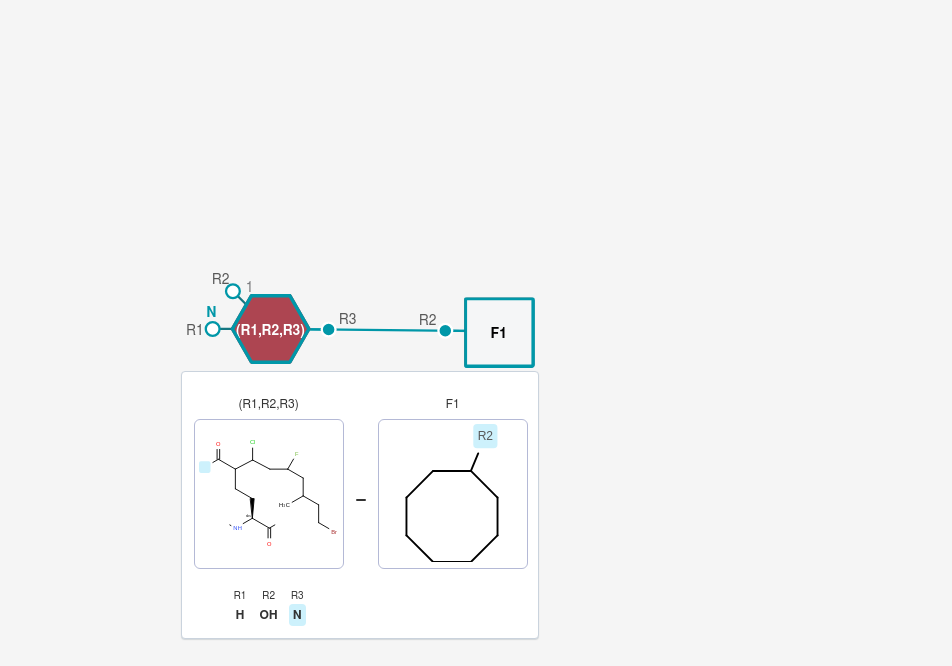 R2
1
N
R1
(R1,R2,R3)
R3
R2
F1
(R1,R2,R3)
F1
R2
O
Cl
F
H₃C
NH
O
Br
R1 R2 R3
H OH N